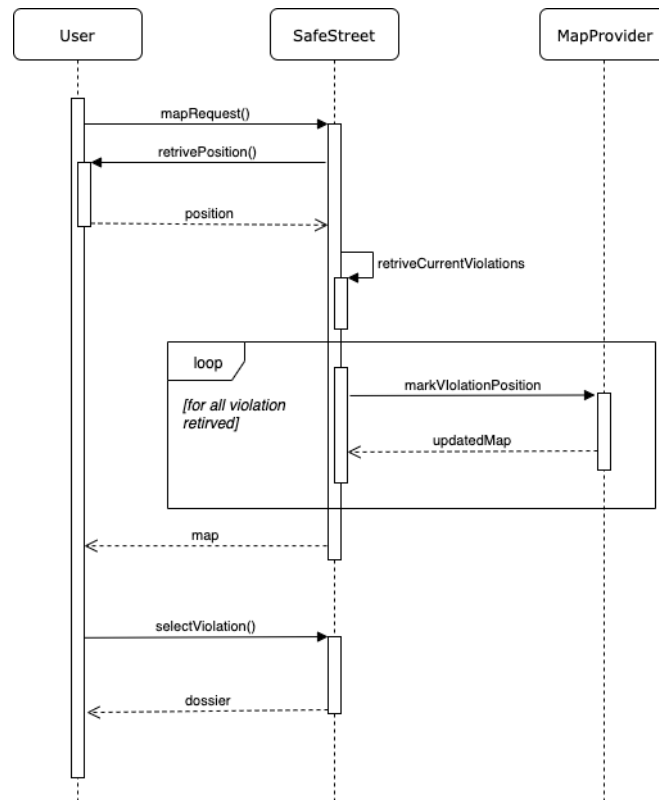 User
SafeStreet
MapProvider
mapRequest()
retrivePosition()
position
retriveCurrentViolations
loop
[for all violation
retirved]
markVIolationPosition
updatedMap
map
selectViolation()
dossier